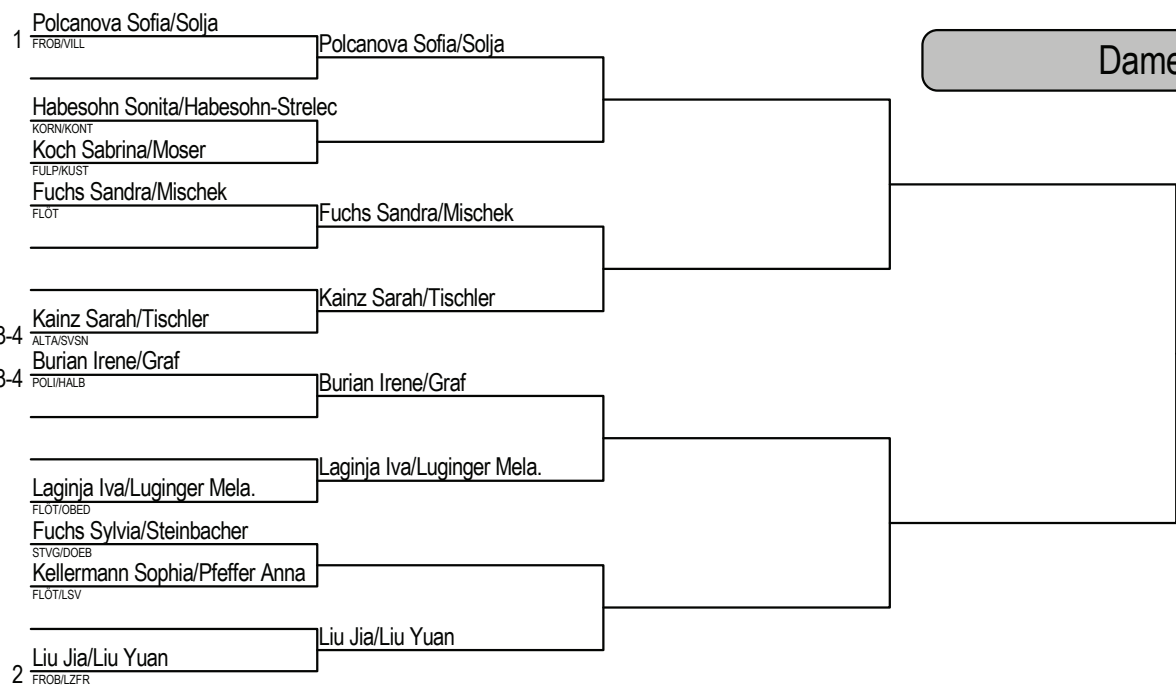 Dame
Polcanova Sofia/Solja
1 FROB/VILL
Polcanova Sofia/Solja
Habesohn Sonita/Habesohn-Strelec
KORN/KONT
Koch Sabrina/Moser
FULP/KUST
Fuchs Sandra/Mischek
FLÖT
Fuchs Sandra/Mischek
Kainz Sarah/Tischler
Kainz Sarah/Tischler
3-4 ALTA/SVSN
Burian Irene/Graf
3-4 POLI/HALB
Burian Irene/Graf
Laginja Iva/Luginger Mela.
Laginja Iva/Luginger Mela.
FLÖT/OBED
Fuchs Sylvia/Steinbacher
STVG/DOEB
Kellermann Sophia/Pfeffer Anna
FLÖT/LSV
Liu Jia/Liu Yuan
Liu Jia/Liu Yuan
2 FROB/LZFR